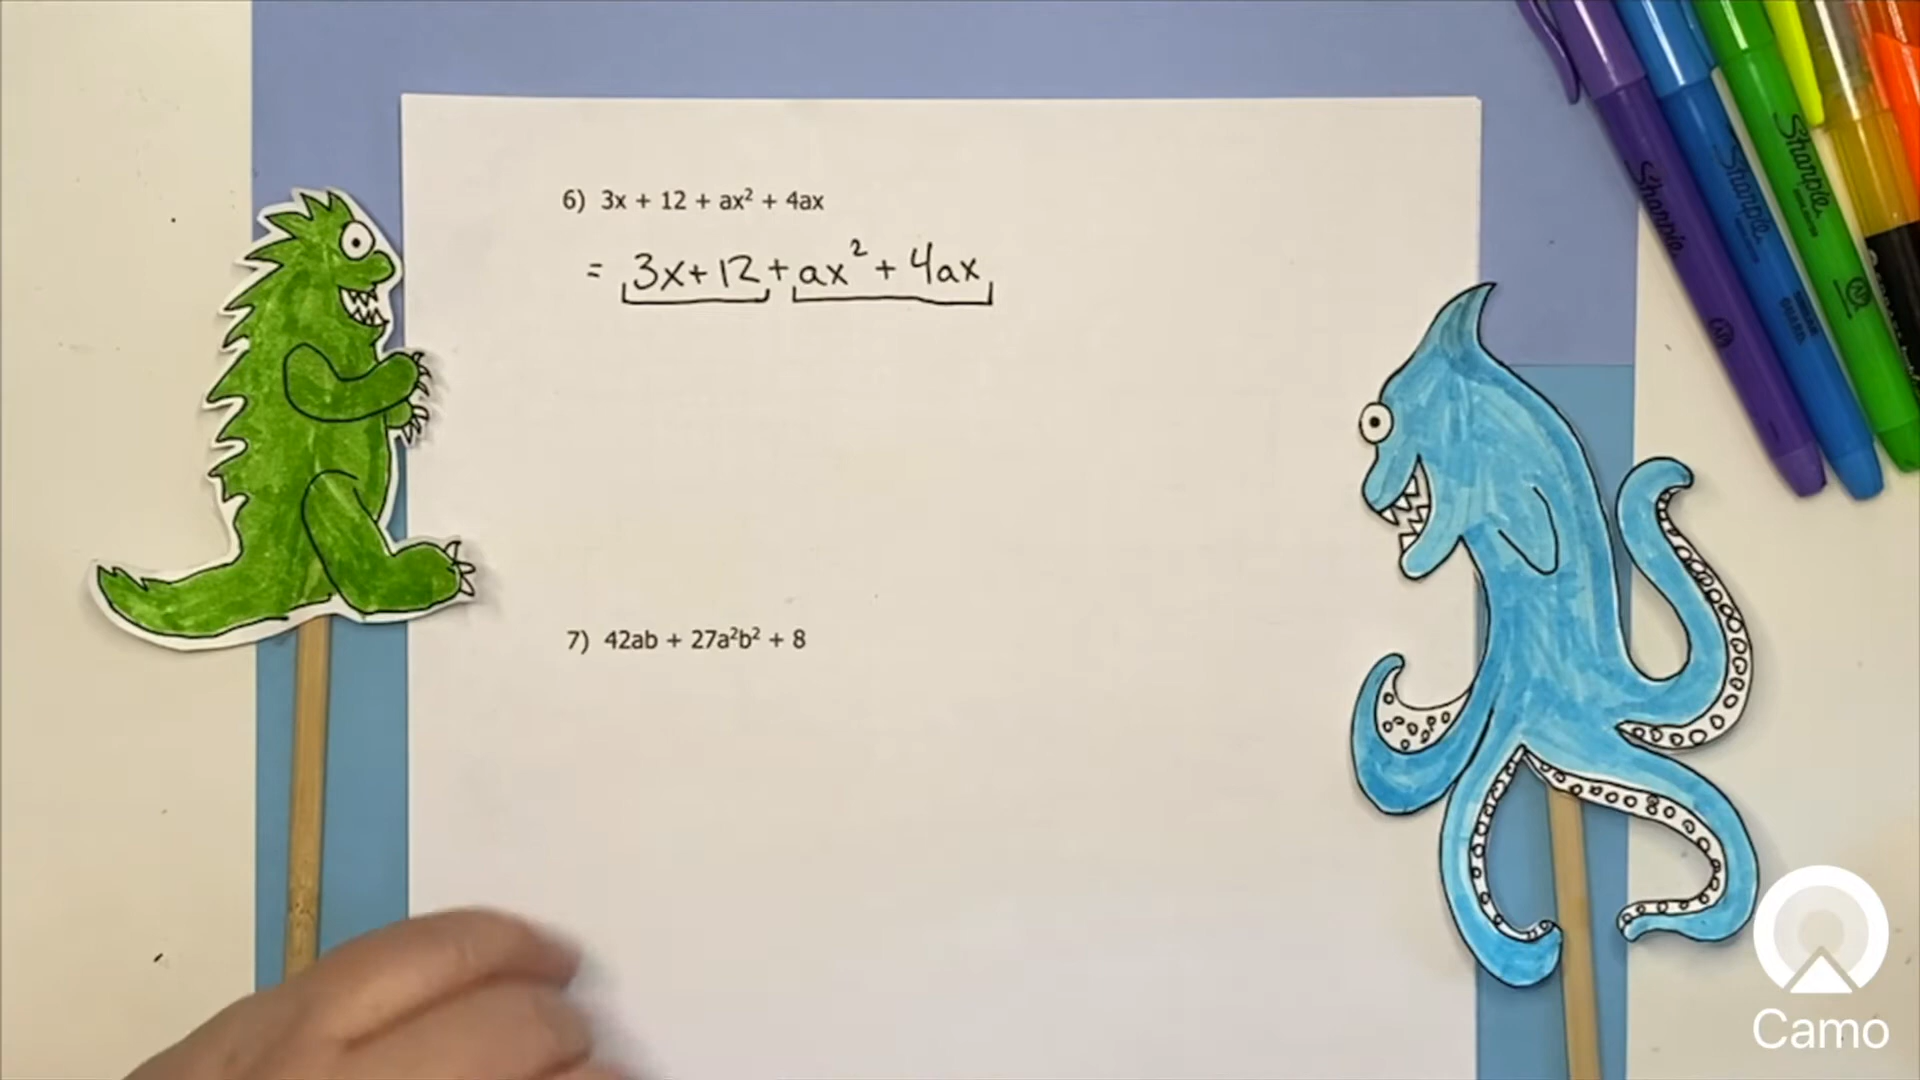 6) 3x + 12 + ax² + 4ax
= 3x+12+ax²+4ax
7) 42ab + 27a²b² + 8
Sharpie
Sharpie
Sharpie
Camo